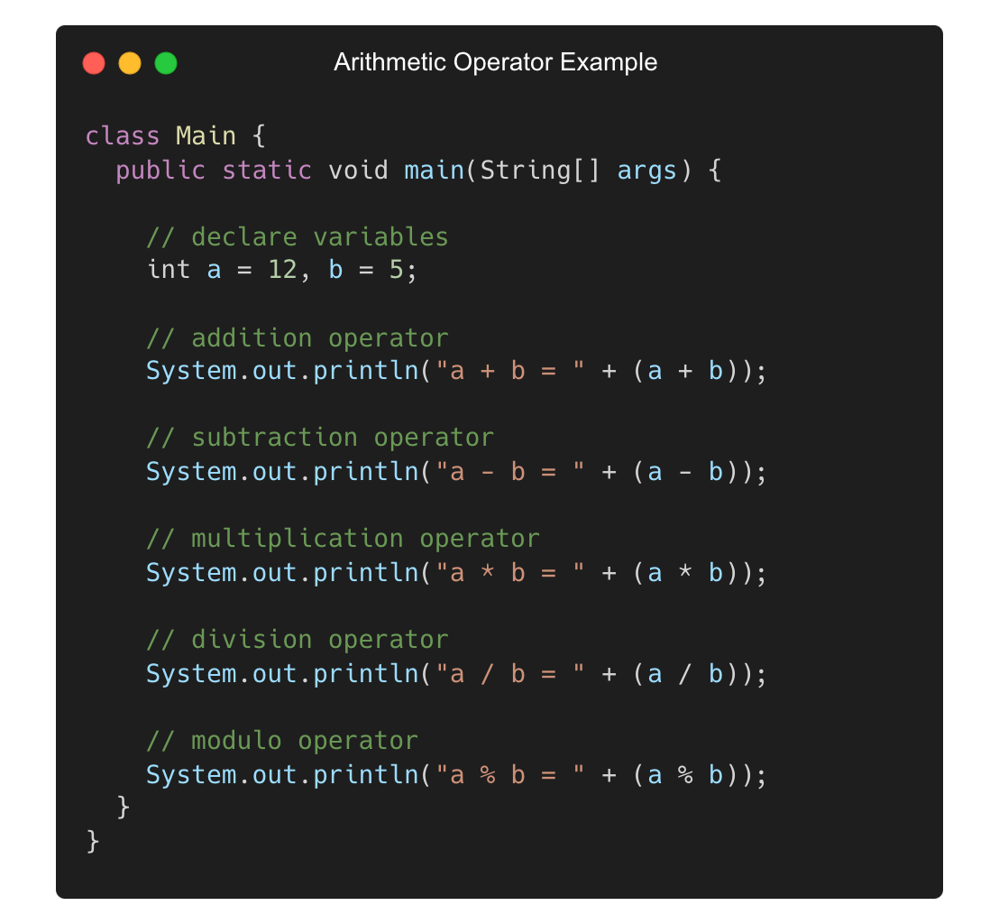 Arithmetic Operator Example
class Main {
  public static void main(String[] args) {

    // declare variables
    int a = 12, b = 5;

    // addition operator
    System.out.println("a + b = " + (a + b));

    // subtraction operator
    System.out.println("a - b = " + (a - b));

    // multiplication operator
    System.out.println("a * b = " + (a * b));

    // division operator
    System.out.println("a / b = " + (a / b));

    // modulo operator
    System.out.println("a % b = " + (a % b));
  }
}